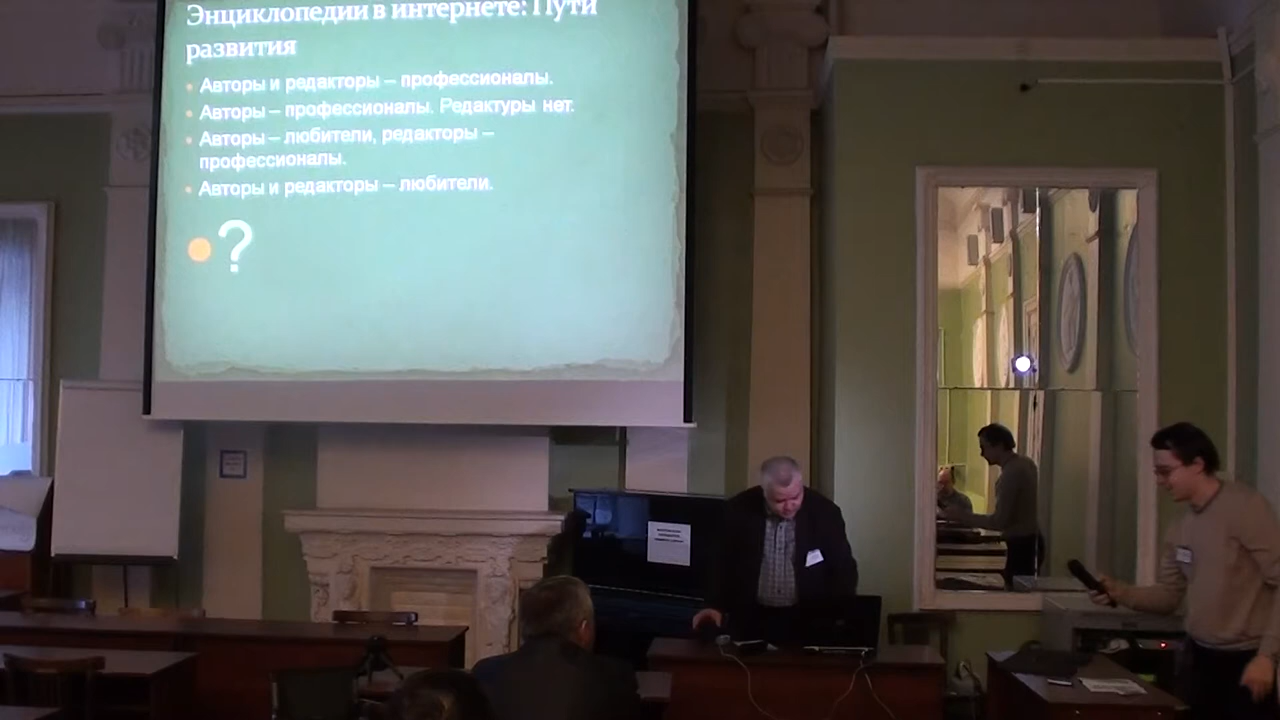 Энциклопедии в интернете: Пути
развития
Авторы и редакторы – профессионалы.
Авторы – профессионалы. Редактуры нет.
Авторы – любители, редакторы –
профессионалы.
Авторы и редакторы – любители.
?